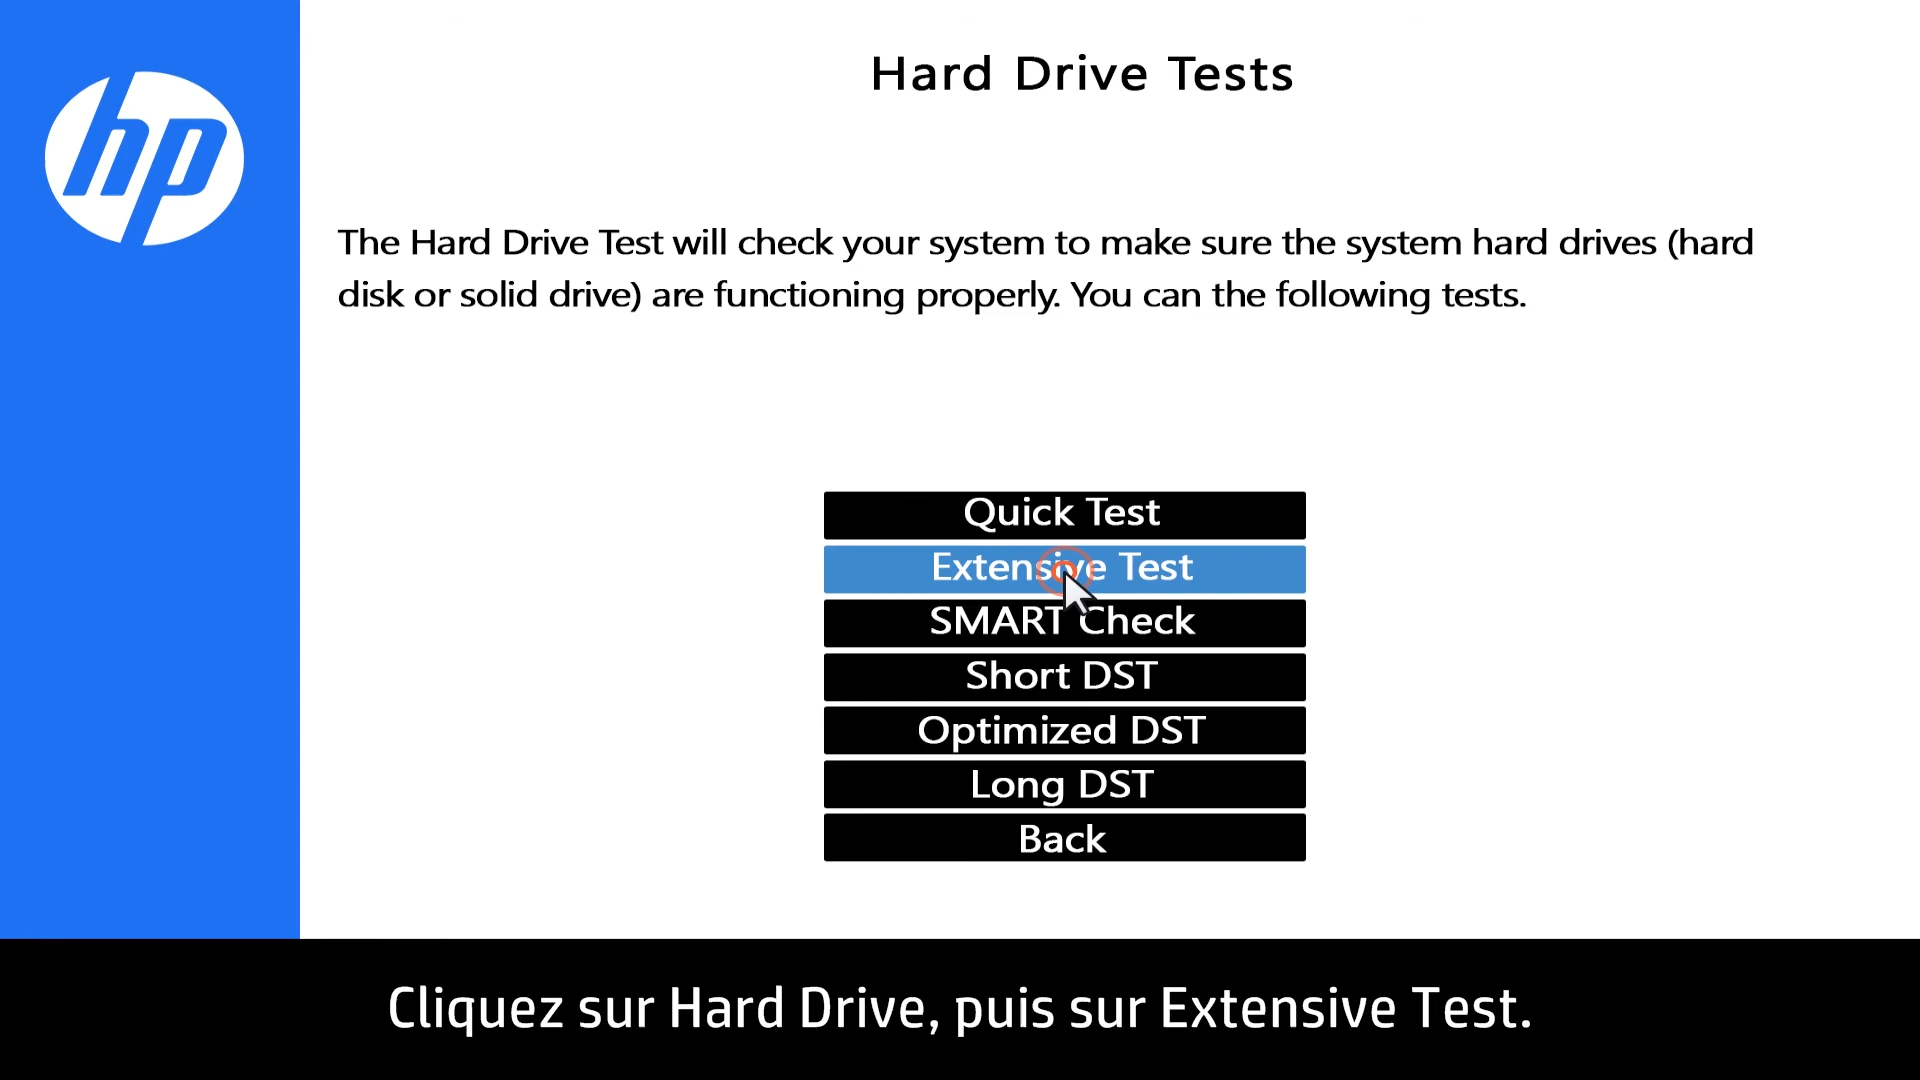 hp
Hard Drive Tests
The Hard Drive Test will check your system to make sure the system hard drives (hard
disk or solid drive) are functioning properly. You can the following tests.
Quick Test
Extensive Test
SMART Check
Short DST
Optimized DST
Long DST
Back
Cliquez sur Hard Drive, puis sur Extensive Test.